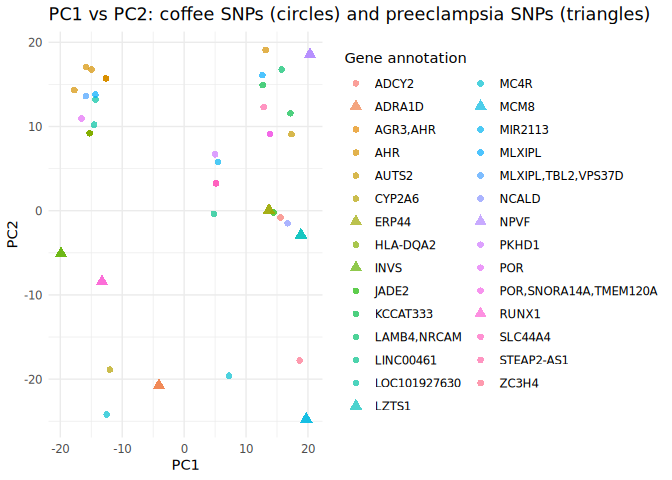 PC1 vs PC2: coffee SNPs (circles) and preeclampsia SNPs (triangles)
20
10
0
-10
-20
PC2
-20
-10
0
10
20
PC1
Gene annotation
ADCY2
ADRA1D
AGR3,AHR
AHR
AUTS2
CYP2A6
ERP44
HLA-DQA2
INVS
JADE2
KCCAT333
LAMB4,NRCAM
LINC00461
LOC101927630
LZTS1
MC4R
MCM8
MIR2113
MLXIPL
MLXIPL,TBL2,VPS37D
NCALD
NPVF
PKHD1
POR
POR,SNORA14A,TMEM120A
RUNX1
SLC44A4
STEAP2-AS1
ZC3H4